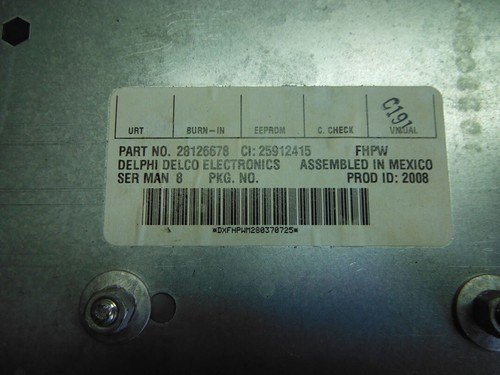 C191
URT BURN-IN EEPROM C. CHECK VISUAL
PART NO. 28126678 CI: 25912415 FHPW
DELPHI DELCO ELECTRONICS ASSEMBLED IN MEXICO
SER MAN 8 PKG. NO. PROD ID: 2008
*DXFHPWM280370725*